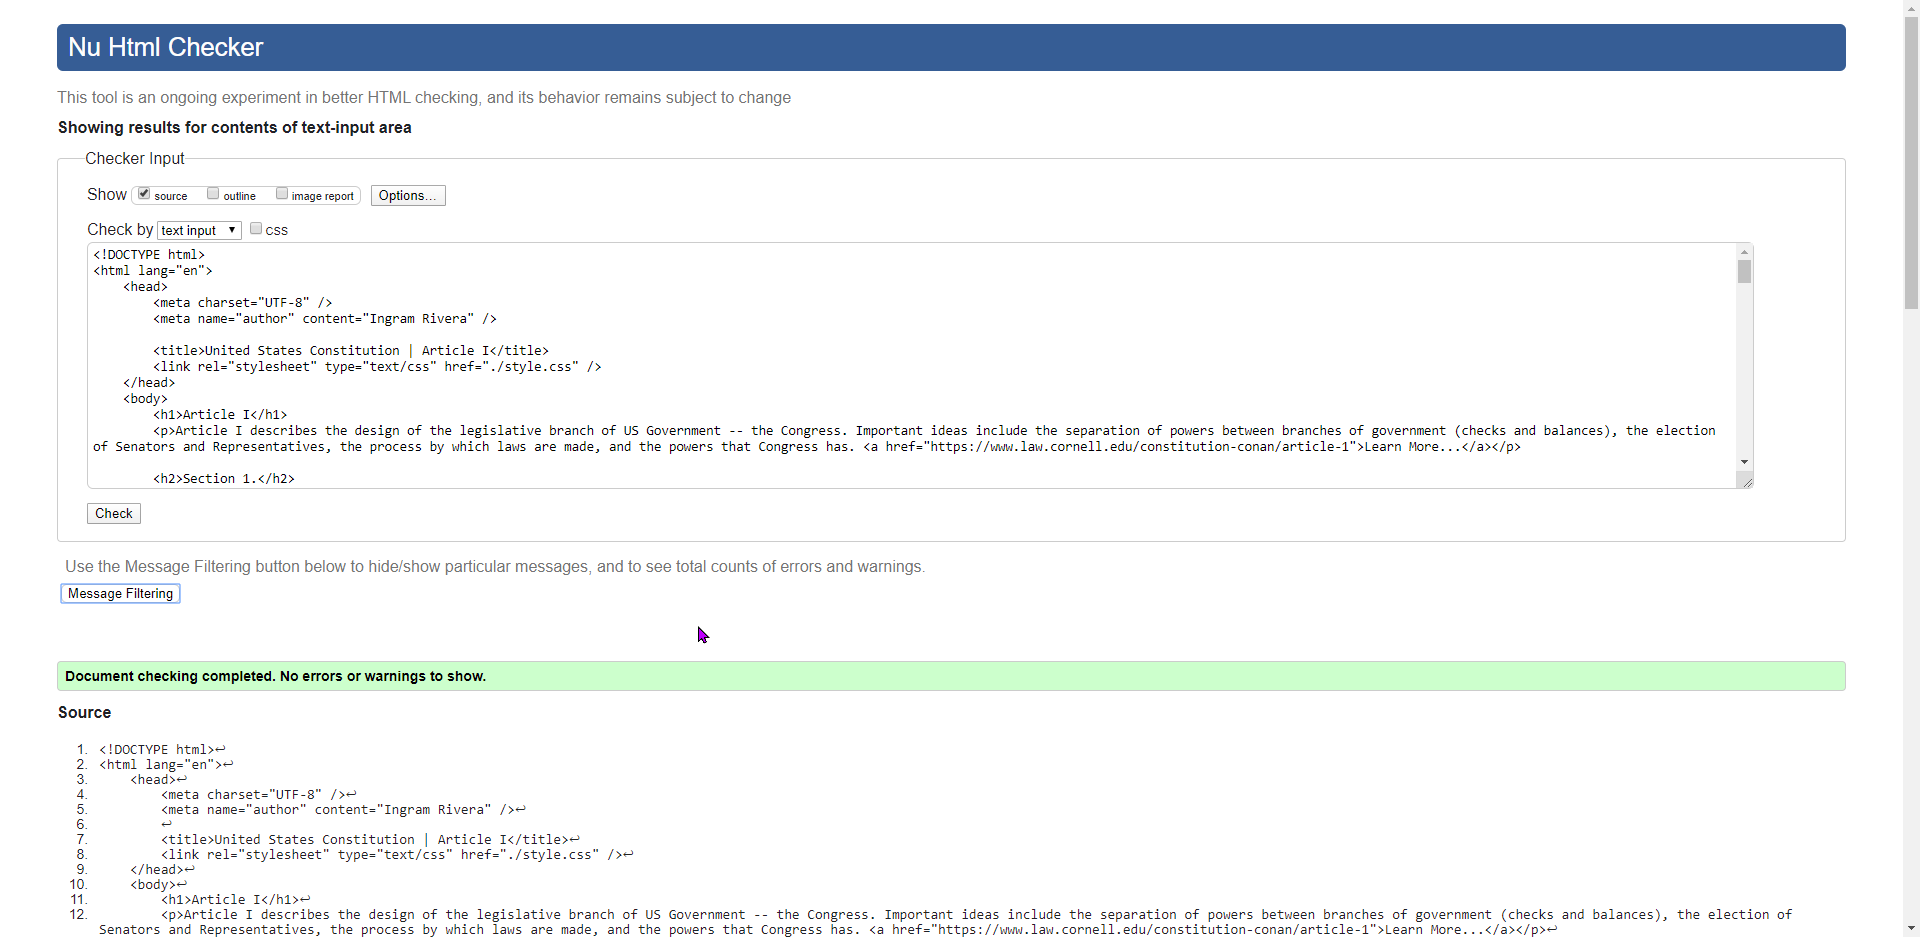 Nu Html Checker
This tool is an ongoing experiment in better HTML checking, and its behavior remains subject to change
Showing results for contents of text-input area
Checker Input
Show source outline image report Options...
Check by text input css
<!DOCTYPE html>
<html lang="en">
<head>
<meta charset="UTF-8" />
<meta name="author" content="Ingram Rivera" />
<title>United States Constitution | Article I</title>
<link rel="stylesheet" type="text/css" href="./style.css" />
</head>
<body>
<h1>Article I</h1>
<p>Article I describes the design of the legislative branch of US Government -- the Congress. Important ideas include the separation of powers between branches of government (checks and balances), the election
of Senators and Representatives, the process by which laws are made, and the powers that Congress has. <a href="https://www.law.cornell.edu/constitution-conan/article-1">Learn More...</a></p>
<h2>Section 1.</h2>
Check
Use the Message Filtering button below to hide/show particular messages, and to see total counts of errors and warnings.
Message Filtering
Document checking completed. No errors or warnings to show.
Source
1. <!DOCTYPE html>↩
2. <html lang="en">↩
3. <head>↩
4. <meta charset="UTF-8" />↩
5. <meta name="author" content="Ingram Rivera" />↩
6. ↩
7. <title>United States Constitution | Article I</title>↩
8. <link rel="stylesheet" type="text/css" href="./style.css" />↩
9. </head>↩
10. <body>↩
11. <h1>Article I</h1>↩
12. <p>Article I describes the design of the legislative branch of US Government -- the Congress. Important ideas include the separation of powers between branches of government (checks and balances), the election of
Senators and Representatives, the process by which laws are made, and the powers that Congress has. <a href="https://www.law.cornell.edu/constitution-conan/article-1">Learn More...</a></p>↩